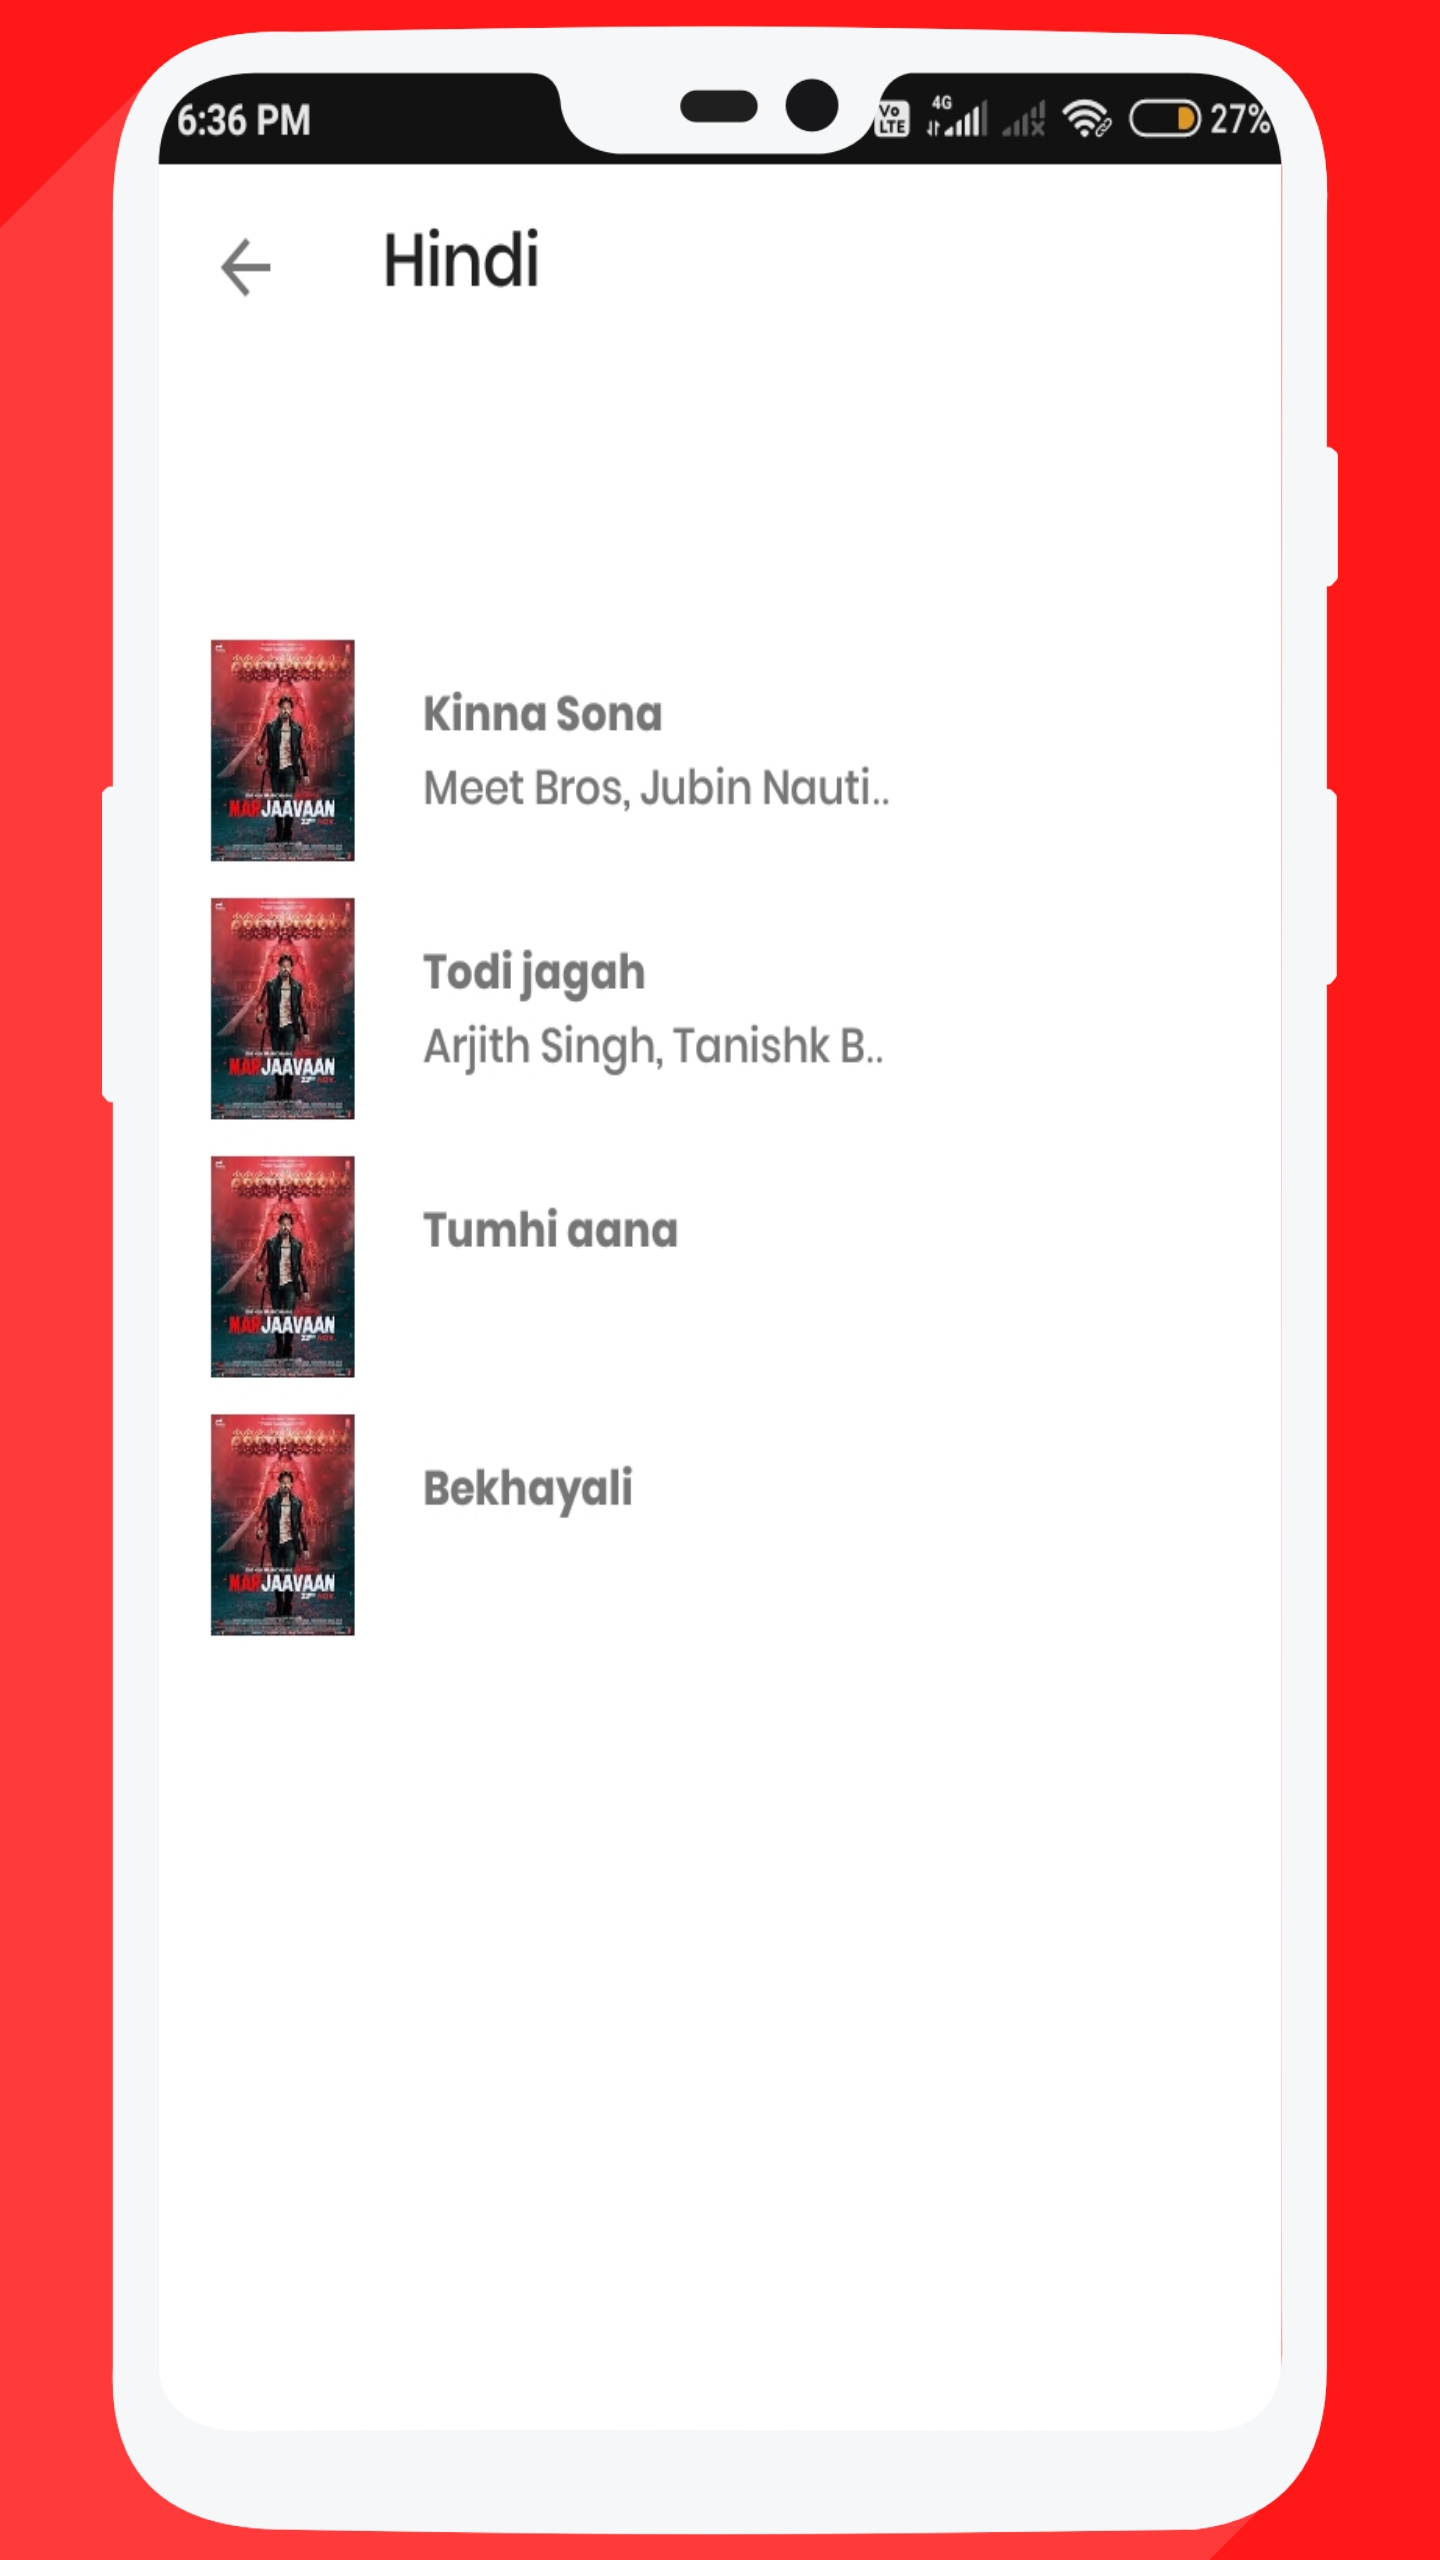 6:36 PM
Vo LTE 4G 27%
Hindi
MARJAAVAAN
Kinna Sona
Meet Bros, Jubin Nauti..
MARJAAVAAN
Todi jagah
Arjith Singh, Tanishk B..
MARJAAVAAN
Tumhi aana
MARJAAVAAN
Bekhayali